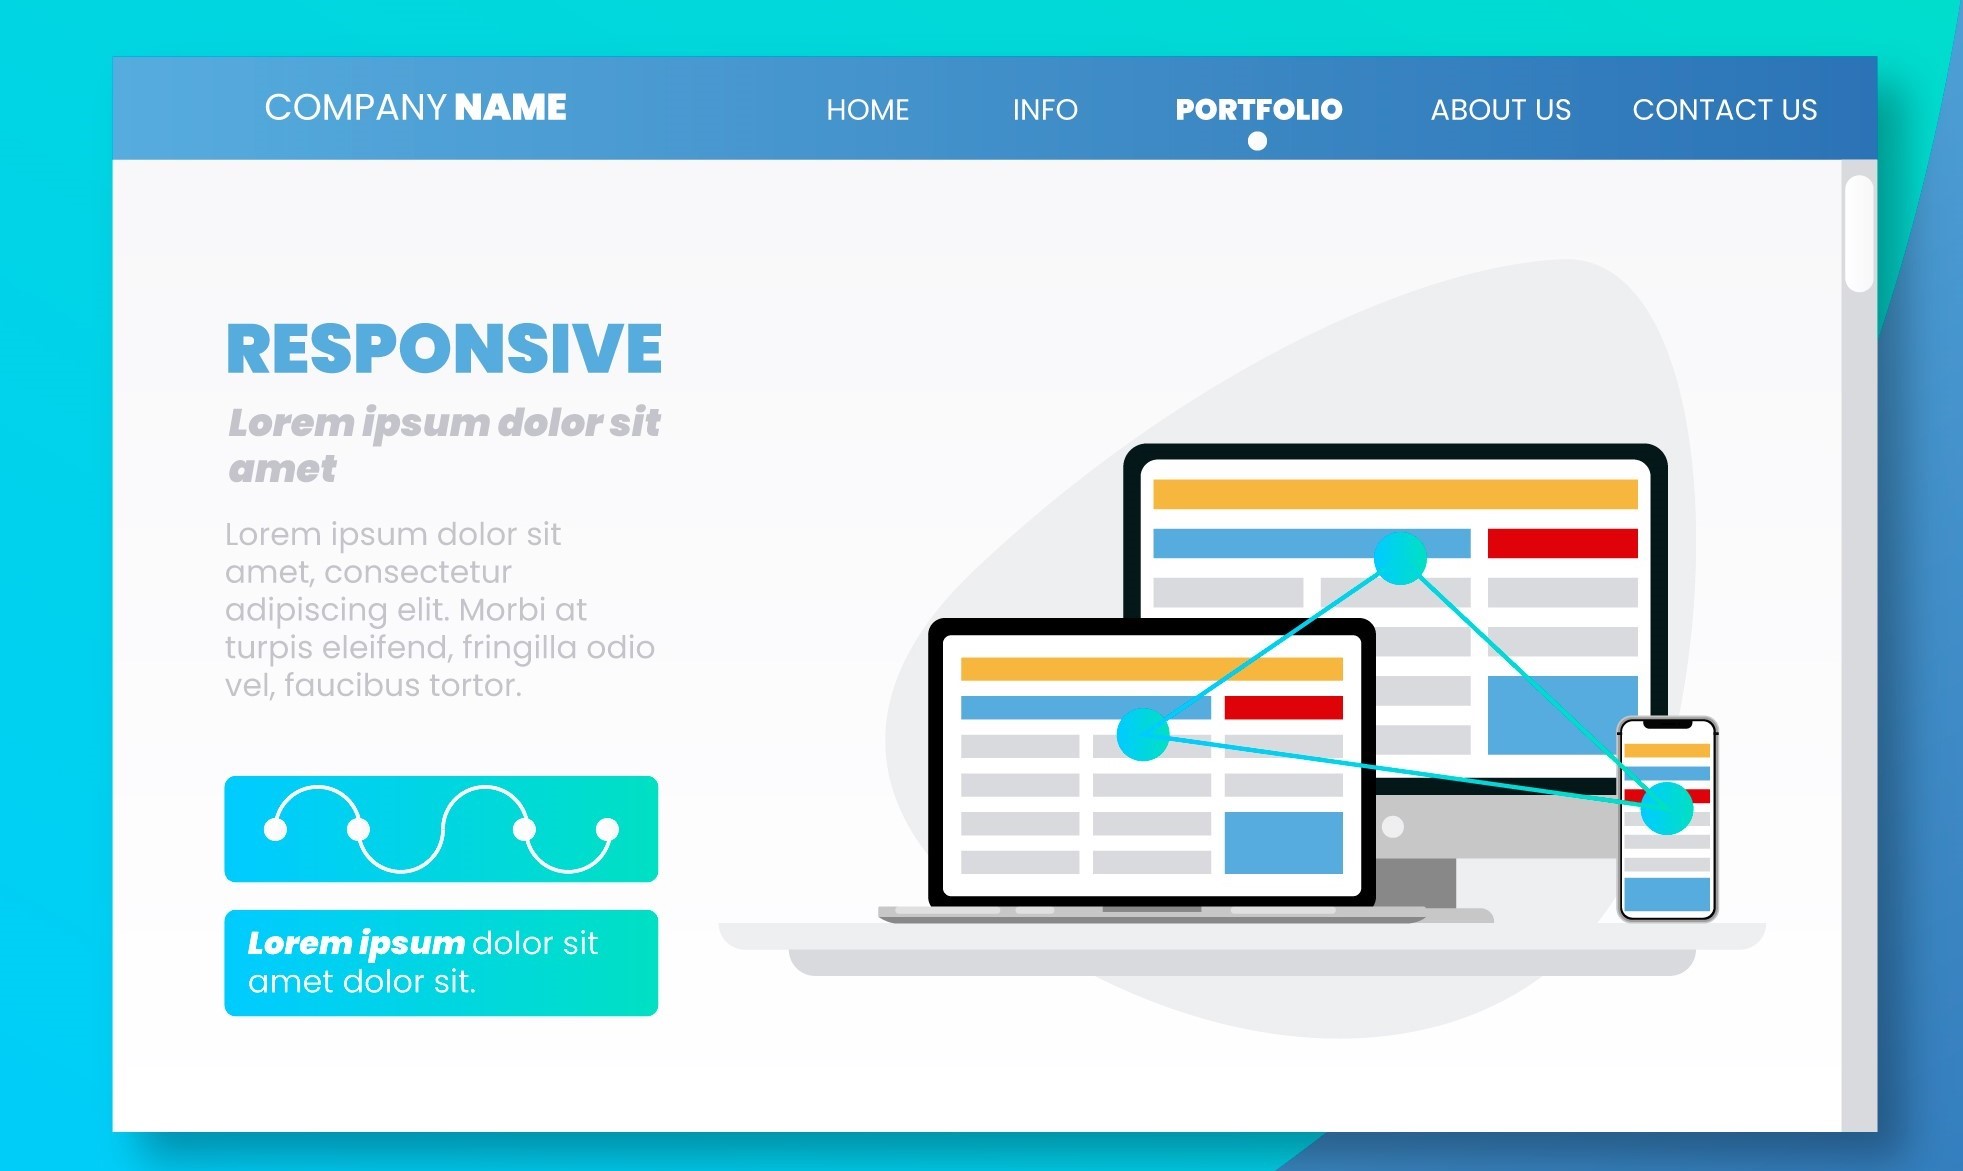 COMPANY NAME
HOME INFO PORTFOLIO ABOUT US CONTACT US
RESPONSIVE
Lorem ipsum dolor sit
amet
Lorem ipsum dolor sit
amet, consectetur
adipiscing elit. Morbi at
turpis eleifend, fringilla odio
vel, faucibus tortor.
Lorem ipsum dolor sit
amet dolor sit.